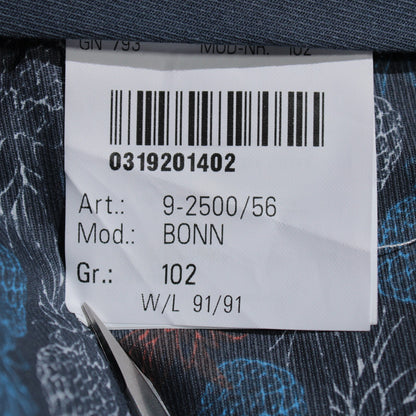 GN 793 MOD-NR. 102
0319201402
Art.: 9-2500/56
Mod.: BONN
Gr.: 102
W/L 91/91